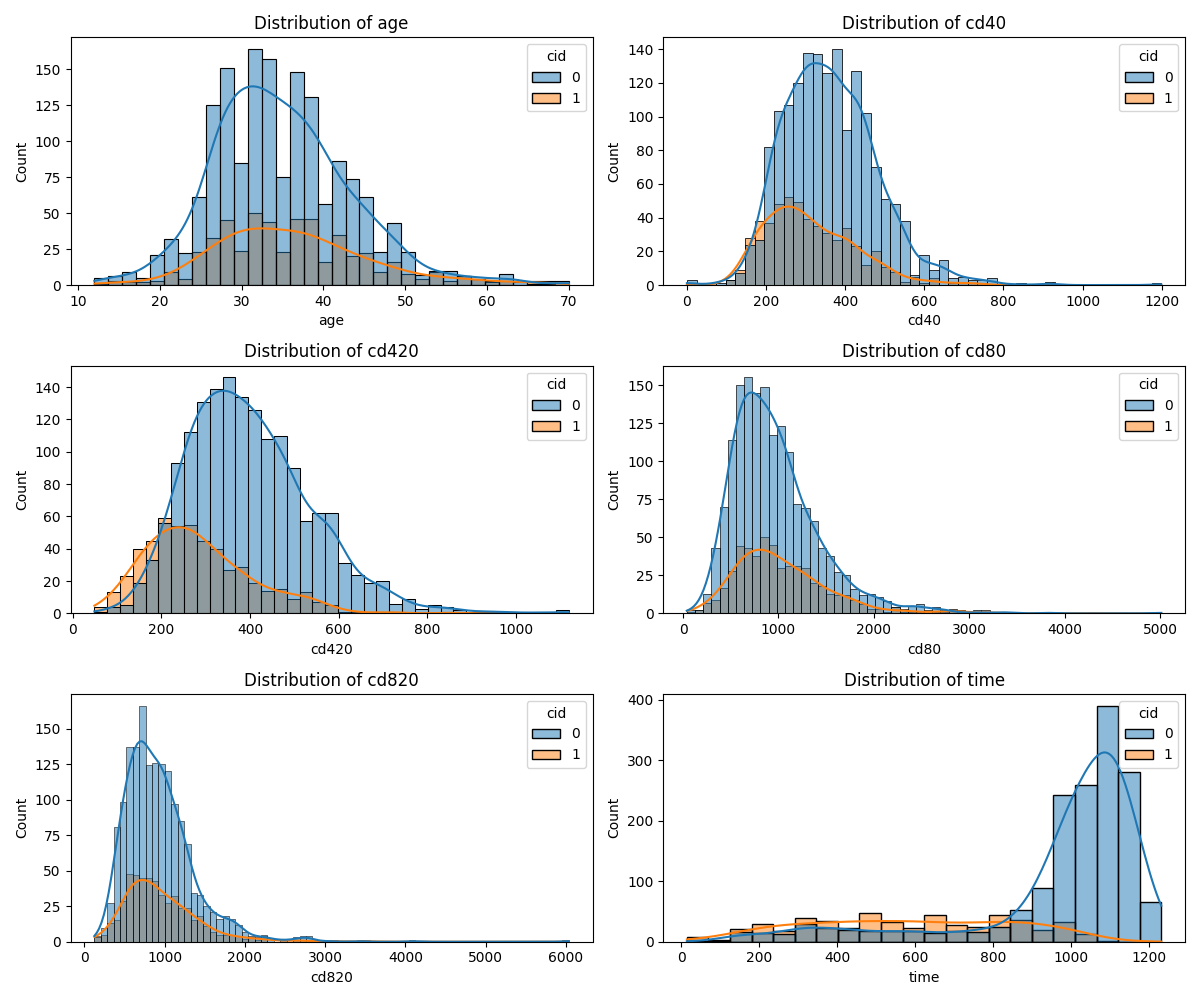 Distribution of age
Count
150
125
100
75
50
25
0
10 20 30 40 50 60 70
age
cid
0
1
Distribution of cd40
Count
140
120
100
80
60
40
20
0
0 200 400 600 800 1000 1200
cd40
cid
0
1
Distribution of cd420
Count
140
120
100
80
60
40
20
0
0 200 400 600 800 1000
cd420
cid
0
1
Distribution of cd80
Count
150
125
100
75
50
25
0
0 1000 2000 3000 4000 5000
cd80
cid
0
1
Distribution of cd820
Count
150
125
100
75
50
25
0
0 1000 2000 3000 4000 5000 6000
cd820
cid
0
1
Distribution of time
Count
400
300
200
100
0
0 200 400 600 800 1000 1200
time
cid
0
1